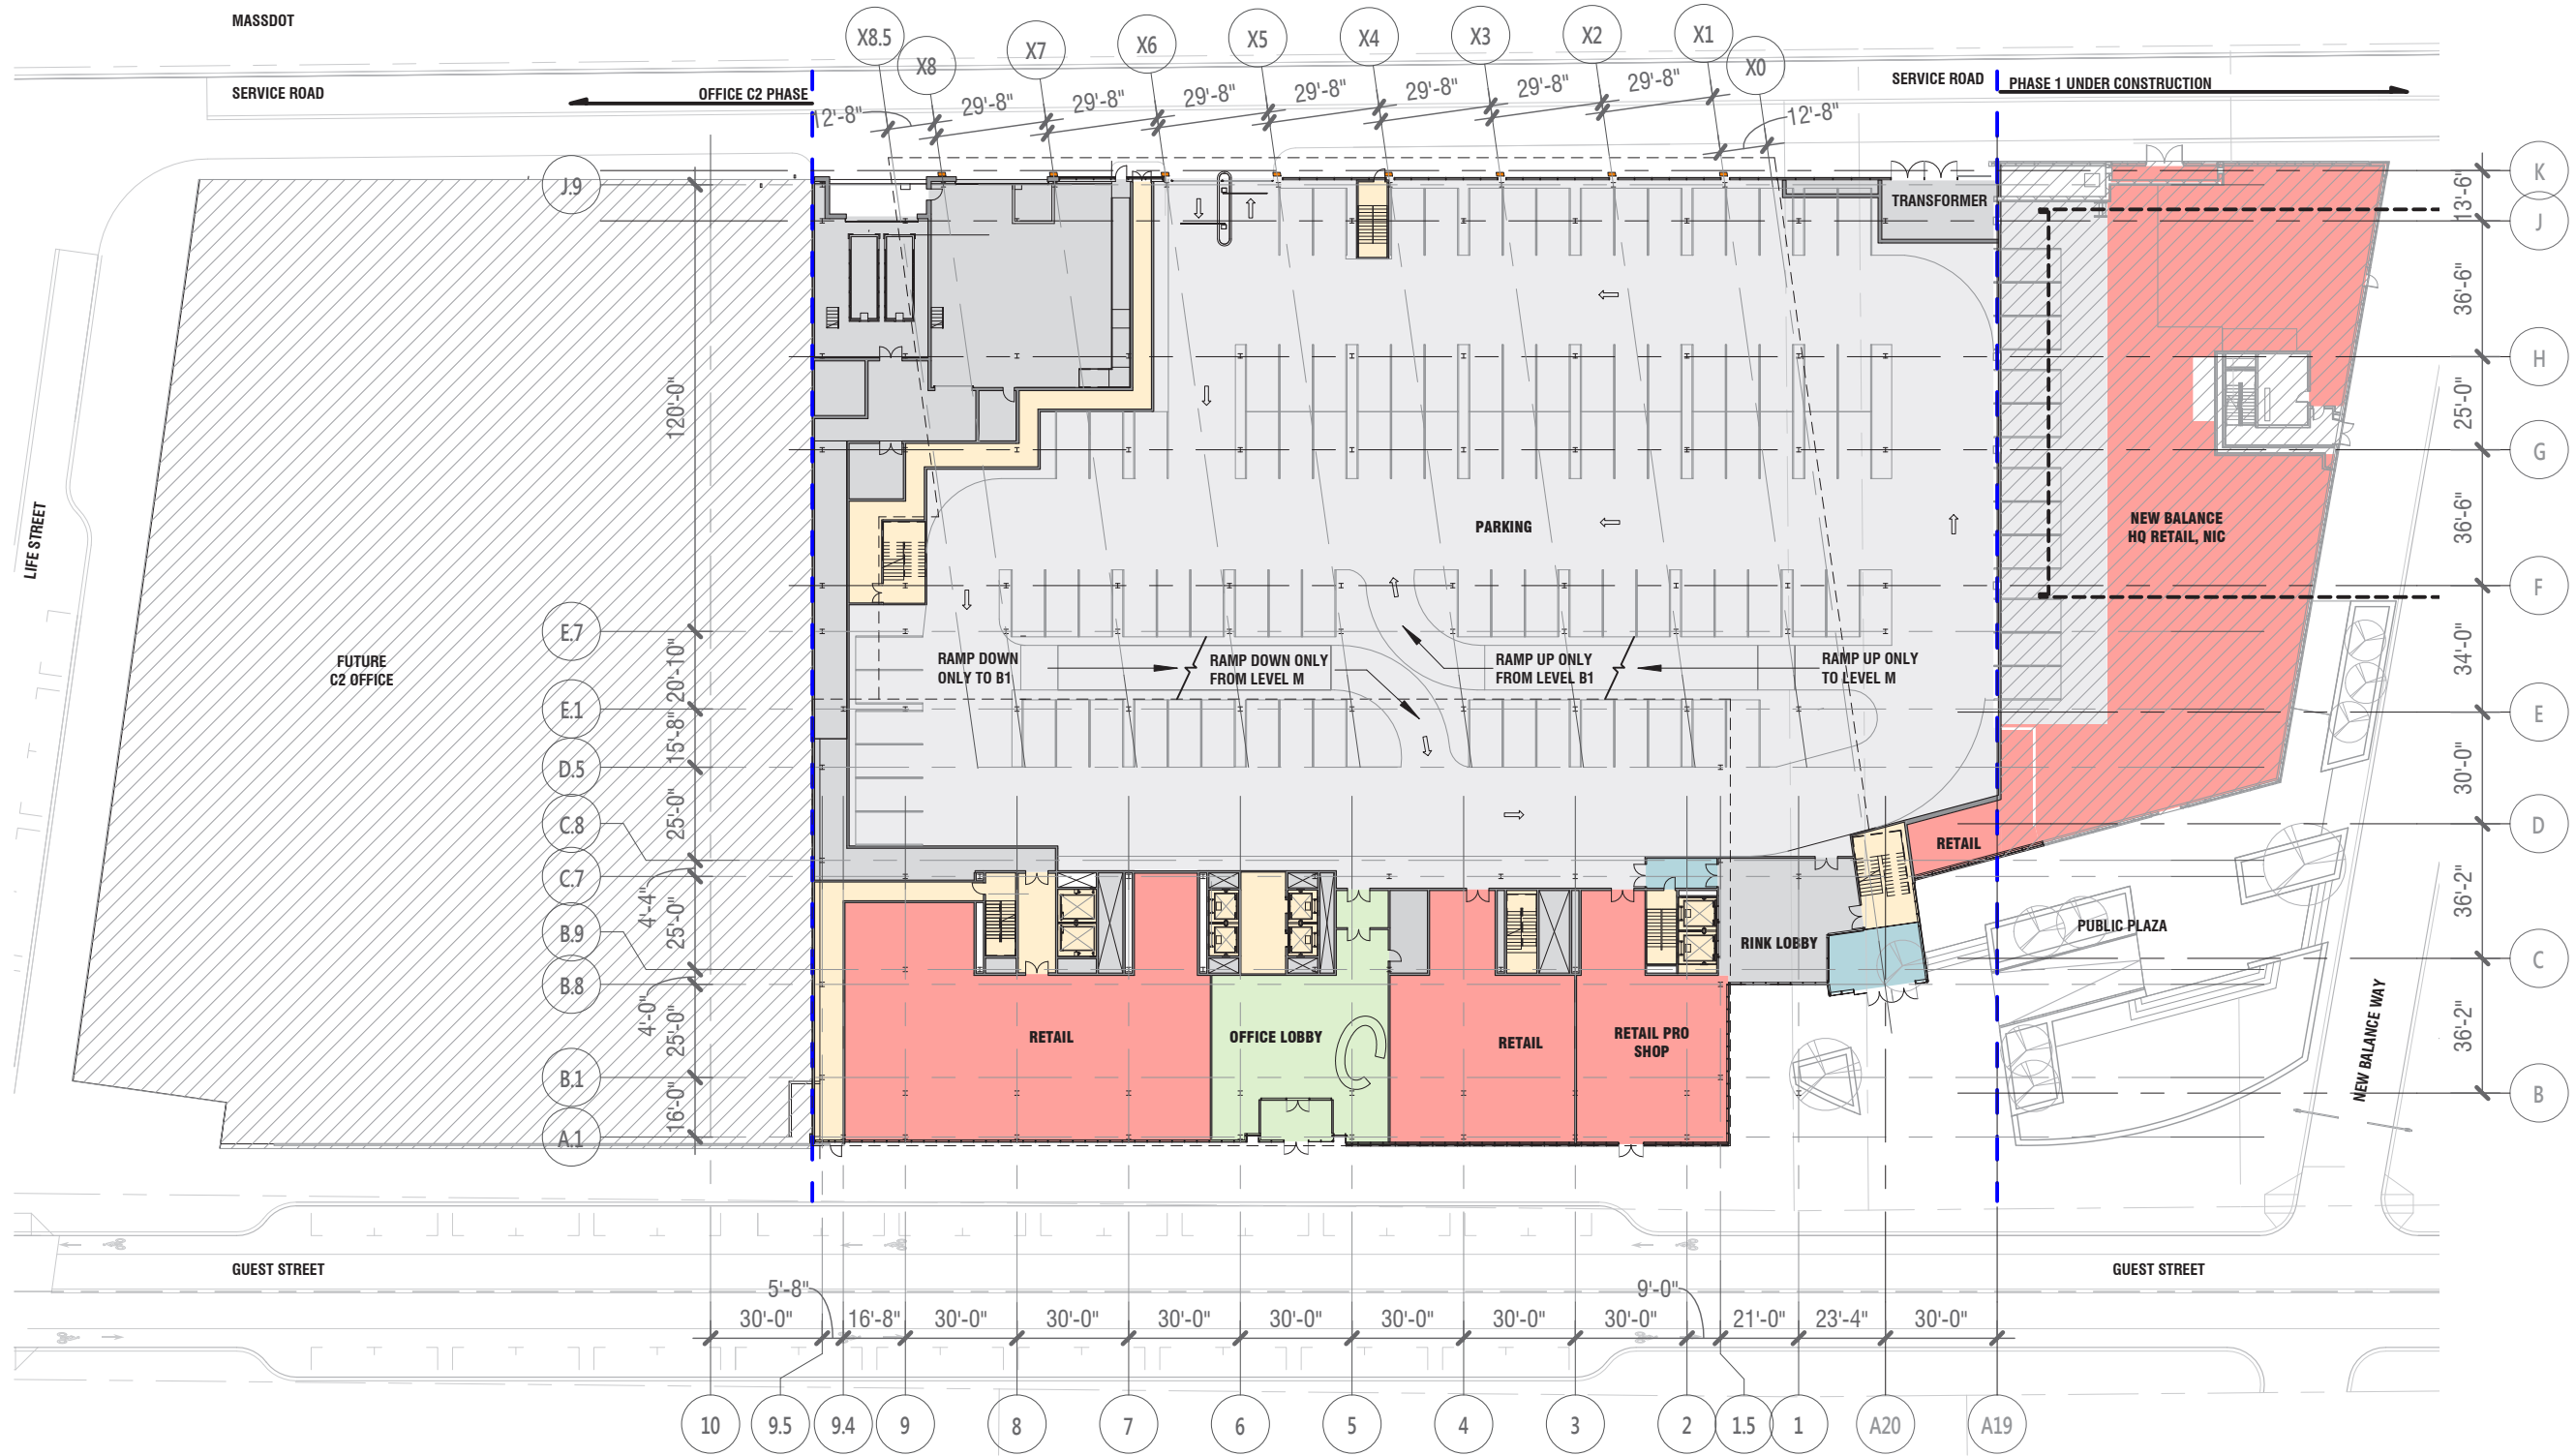 MASSDOT
X8.5
X8
X7
X6
X5
X4
X3
X2
X1
X0
SERVICE ROAD
OFFICE C2 PHASE
SERVICE ROAD
PHASE 1 UNDER CONSTRUCTION
12'-8"
29'-8"
29'-8"
29'-8"
29'-8"
29'-8"
29'-8"
29'-8"
12'-8"
J.9
K
13'-6"
J
TRANSFORMER
36'-6"
H
120'-0"
25'-0"
G
LIFE STREET
PARKING
NEW BALANCE
HQ RETAIL, NIC
36'-6"
F
E.7
FUTURE
C2 OFFICE
20'-10"
RAMP DOWN
ONLY TO B1
RAMP DOWN ONLY
FROM LEVEL M
RAMP UP ONLY
FROM LEVEL B1
RAMP UP ONLY
TO LEVEL M
34'-0"
E.1
E
15'-8"
30'-0"
D.5
25'-0"
C.8
D
RETAIL
C.7
4'-4"
36'-2"
25'-0"
B.9
PUBLIC PLAZA
RINK LOBBY
C
B.8
4'-0"
25'-0"
RETAIL
OFFICE LOBBY
C
RETAIL
RETAIL PRO
SHOP
NEW BALANCE WAY
36'-2"
B.1
B
16'-0"
A.1
GUEST STREET
GUEST STREET
5'-8"
9'-0"
30'-0"
16'-8"
30'-0"
30'-0"
30'-0"
30'-0"
30'-0"
30'-0"
30'-0"
21'-0"
23'-4"
30'-0"
10
9.5
9.4
9
8
7
6
5
4
3
2
1.5
1
A20
A19